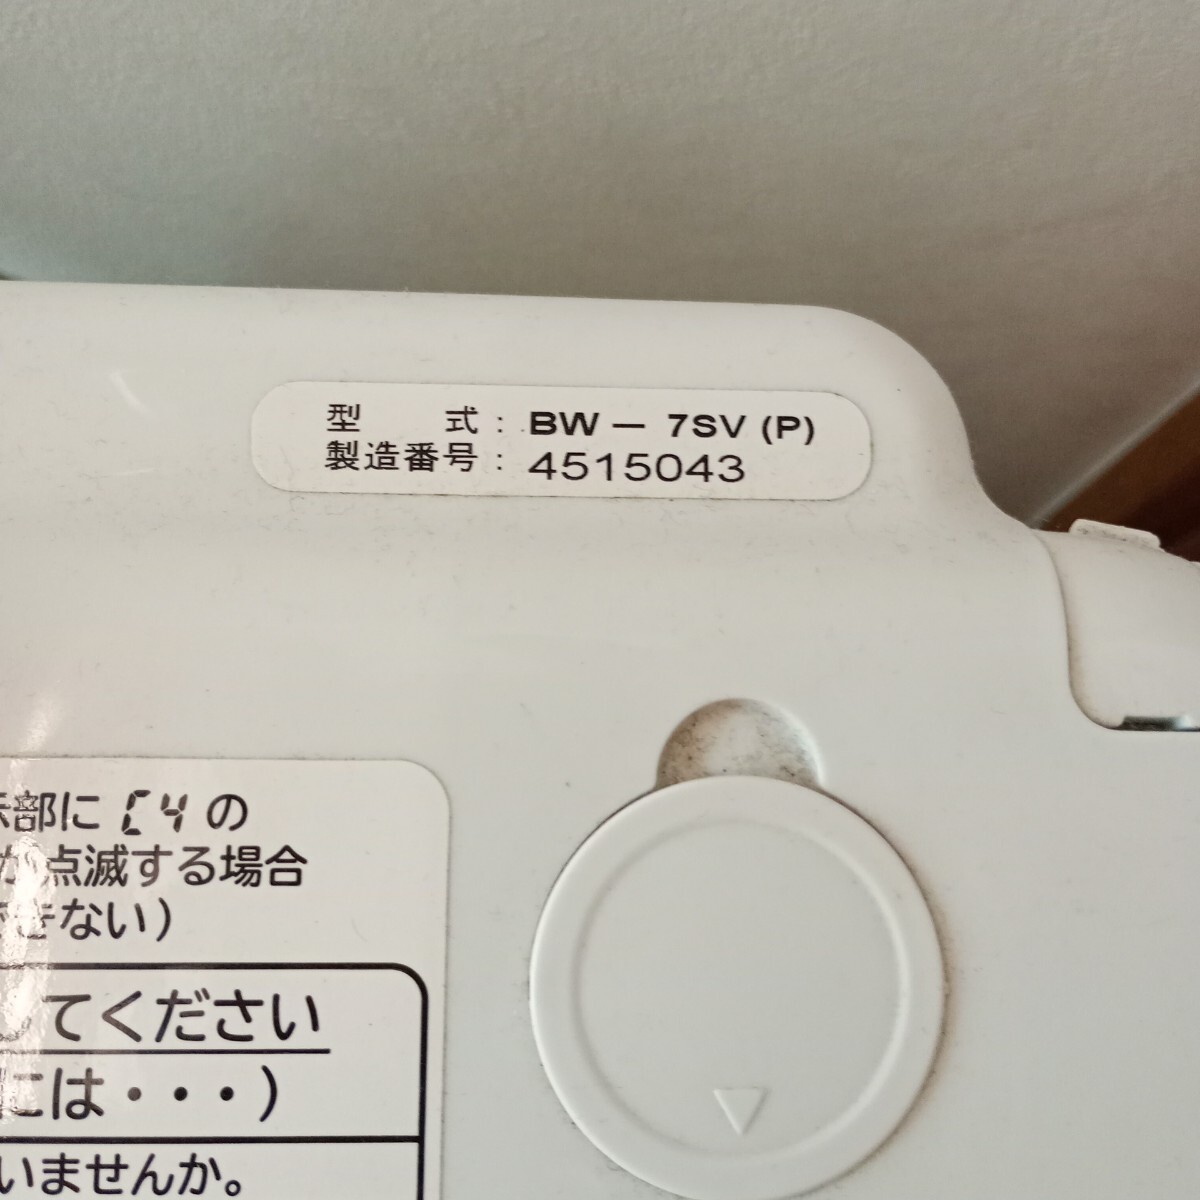 型　　式 : BW － 7SV (P)
製造番号 : 4515043
示部に C4 の
が点滅する場合
できない）
してください
には・・・）
いませんか。